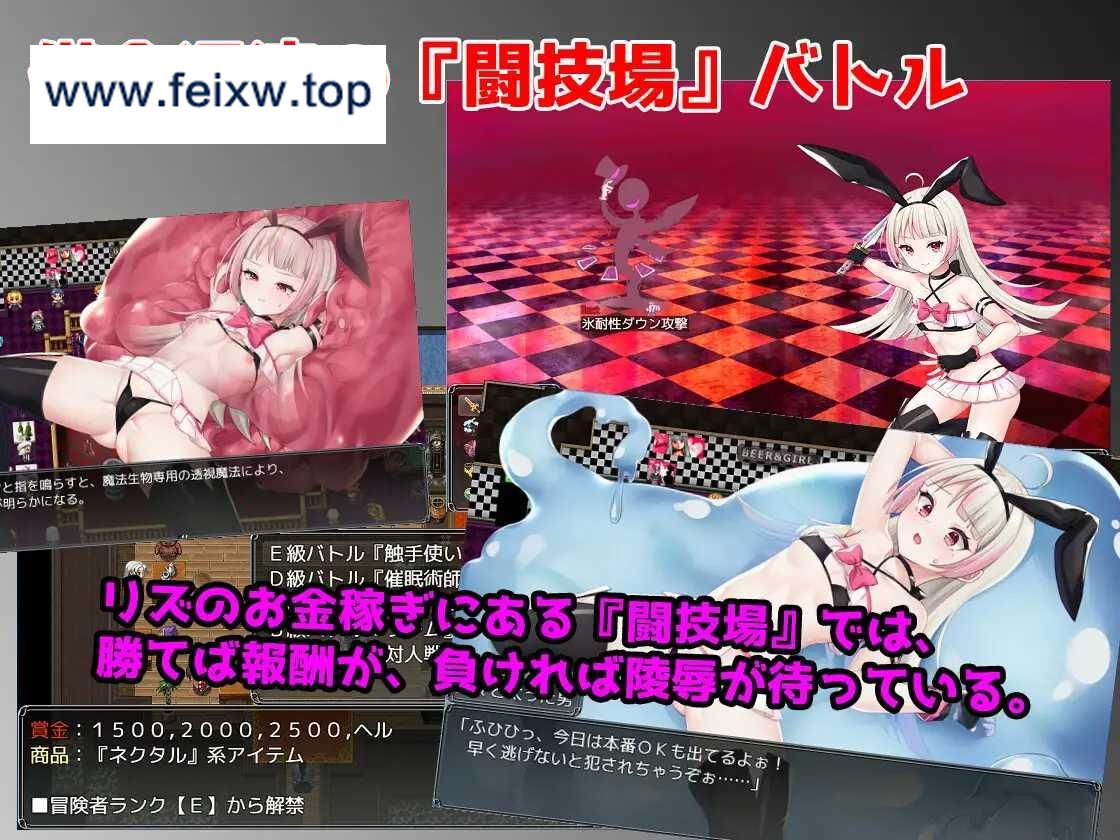 www.feixw.top
『闘技場』バトル
氷耐性ダウン攻撃
BEER&GIRL
と指を鳴らすと、魔法生物専用の透視魔法により、
明らかになる。
E級バトル『触手使い
D級バトル『催眠術師
対人戦
リズのお金稼ぎにある『闘技場』では、
勝てば報酬が、負ければ陵辱が待っている。
賞金：１５００,２０００,２５００,ヘル
商品：『ネクタル』系アイテム
■冒険者ランク【Ｅ】から解禁
「ふひひっ、今日は本番ＯＫも出てるよぉ！
早く逃げないと犯されちゃうぞぉ……」